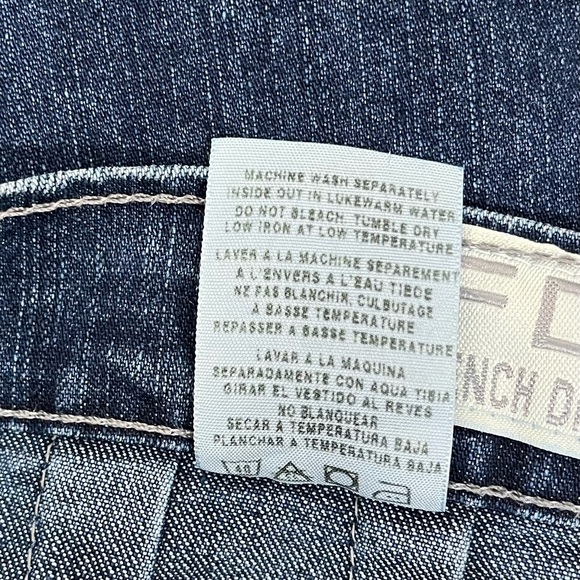 MACHINE WASH SEPARATELY
INSIDE OUT IN LUKEWARM WATER
DO NOT BLEACH. TUMBLE DRY
LOW IRON AT LOW TEMPERATURE
LAVER A LA MACHINE SEPAREMENT
A L'ENVERS A L'EAU TIEDE
NE PAS BLANCHIR, CULBUTAGE
A BASSE TEMPERATURE
REPASSER A BASSE TEMPERATURE
LAVAR A LA MAQUINA
SEPARADAMENTE CON AQUA TIBIA
GIRAR EL VESTIDO AL REVES
NO BLANQUEAR
SECAR A TEMPERATURA BAJA
PLANCHAR A TEMPERATURA BAJA
40